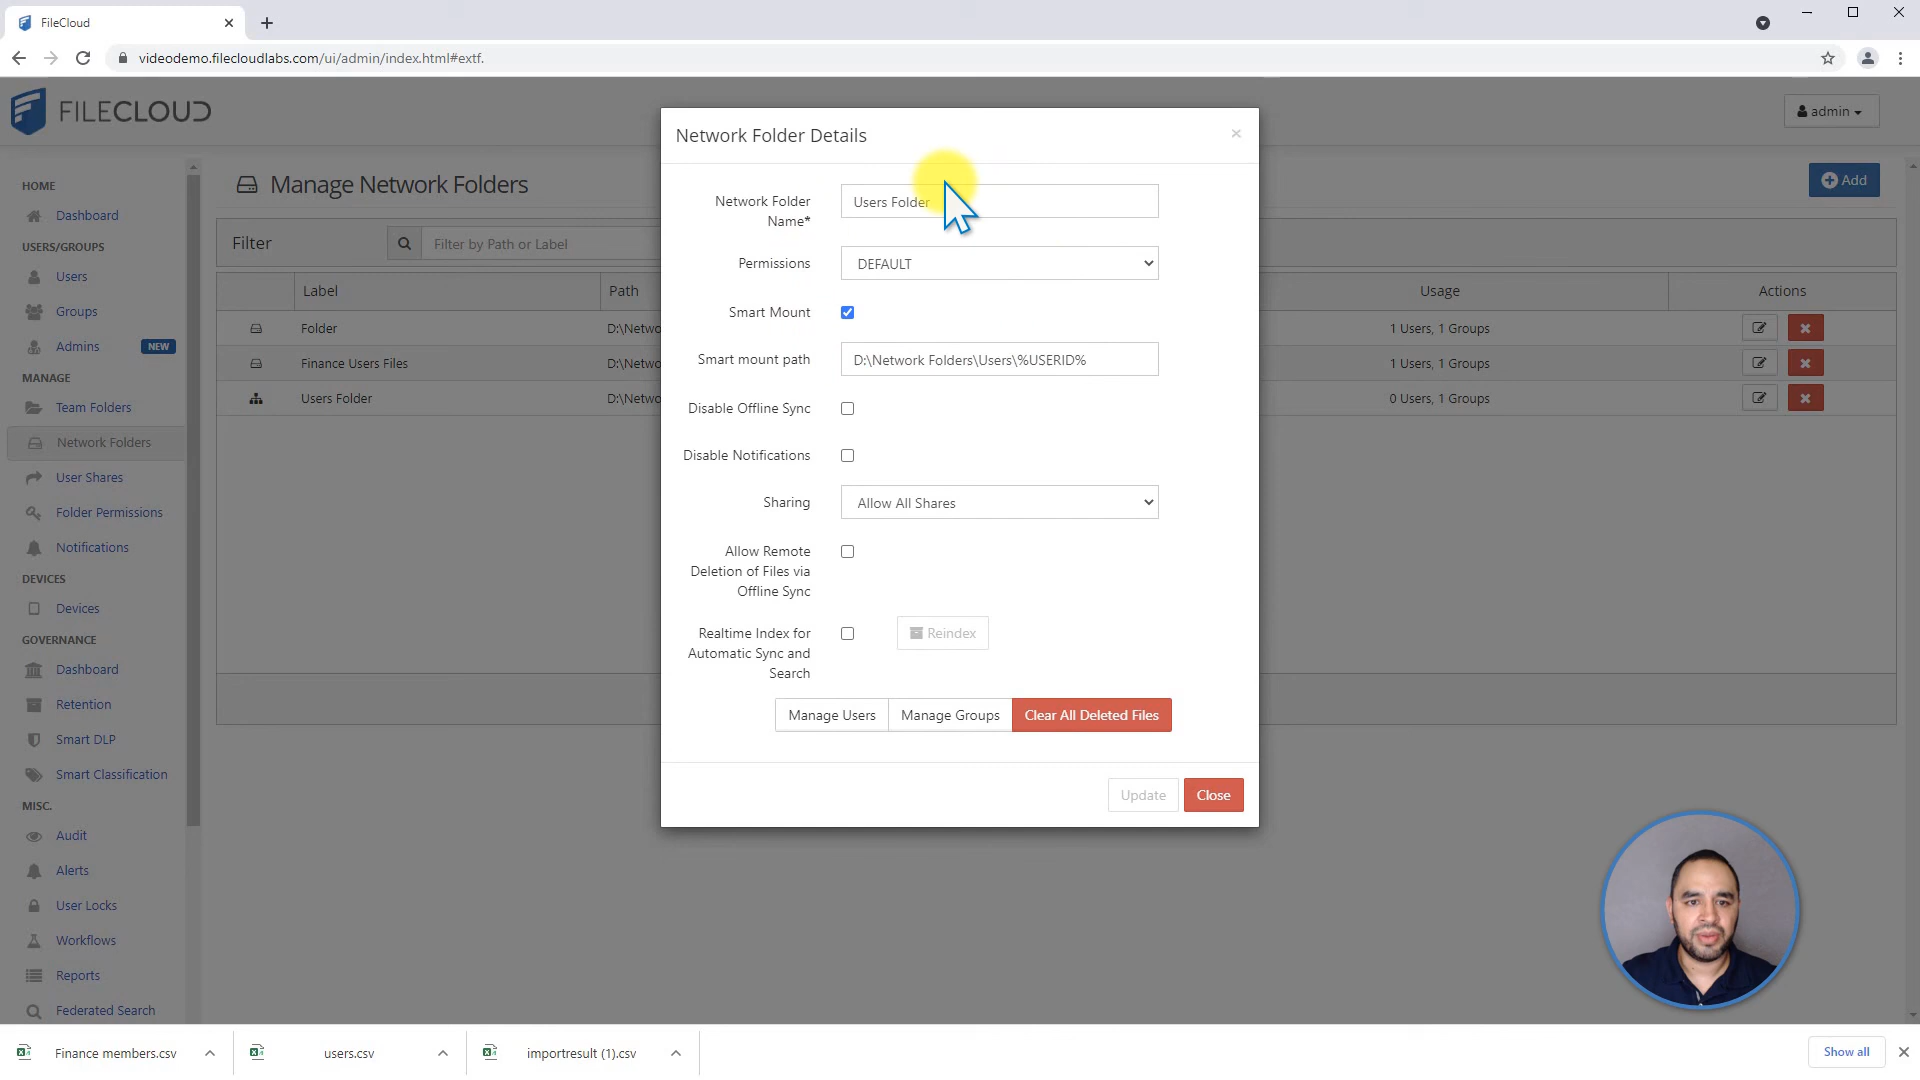 FileCloud
videodemo.filecloudlabs.com/ui/admin/index.html#extf.
FILECLOUD
admin
Network Folder Details
×
HOME
Dashboard
USERS/GROUPS
Users
Groups
Admins NEW
MANAGE
Team Folders
Network Folders
User Shares
Folder Permissions
Notifications
DEVICES
Devices
GOVERNANCE
Dashboard
Retention
Smart DLP
Smart Classification
MISC.
Audit
Alerts
User Locks
Workflows
Reports
Federated Search
Manage Network Folders
Add
Filter
Filter by Path or Label
Label Path Usage Actions
Folder D:\Netwo 1 Users, 1 Groups
Finance Users Files D:\Netwo 1 Users, 1 Groups
Users Folder D:\Netwo 0 Users, 1 Groups
Network Folder
Name*
Users Folder
Permissions
DEFAULT
Smart Mount
Smart mount path
D:\Network Folders\Users\%USERID%
Disable Offline Sync
Disable Notifications
Sharing
Allow All Shares
Allow Remote
Deletion of Files via
Offline Sync
Realtime Index for
Automatic Sync and
Search
Reindex
Manage Users
Manage Groups
Clear All Deleted Files
Update
Close
Finance members.csv
users.csv
importresult (1).csv
Show all